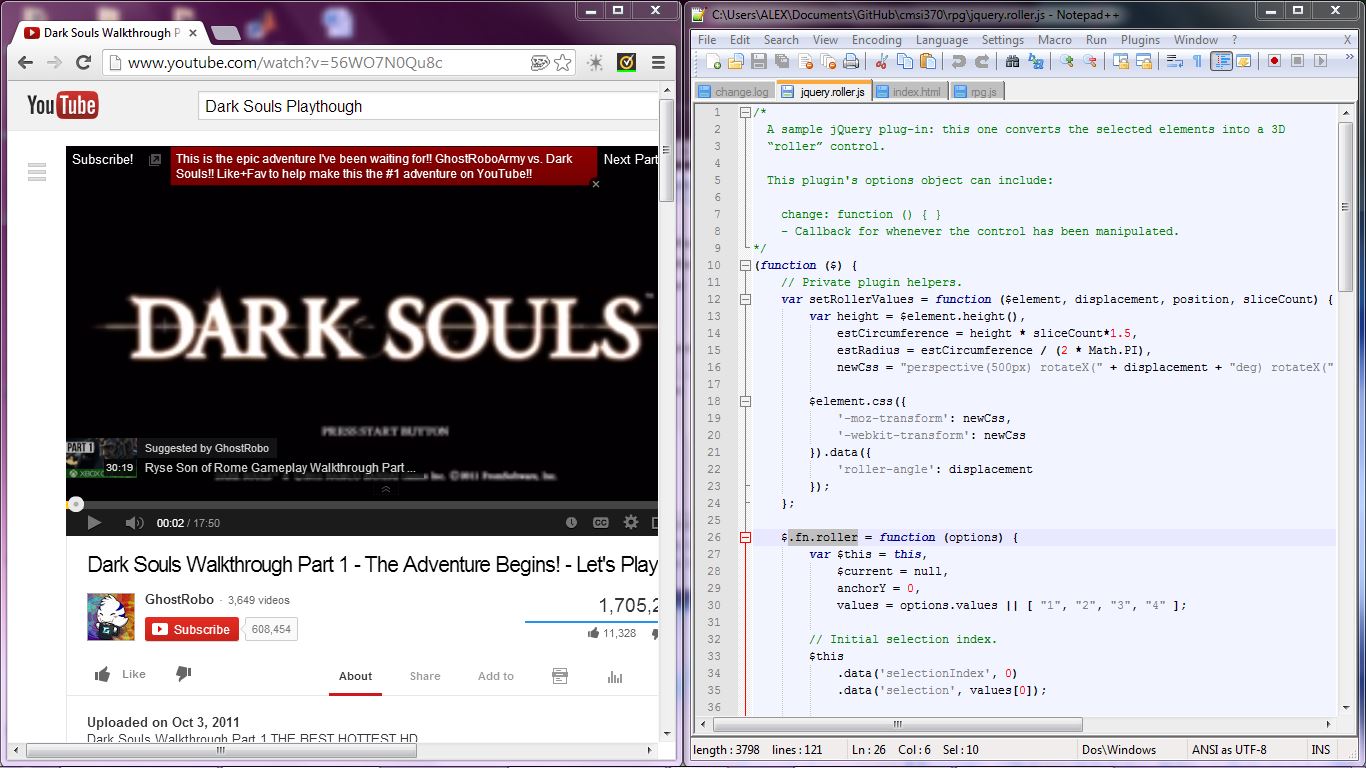 Dark Souls Walkthrough P
www.youtube.com/watch?v=56WO7N0Qu8c
YouTube
Dark Souls Playthough
Subscribe!
This is the epic adventure I've been waiting for!! GhostRoboArmy vs. Dark
Souls!! Like+Fav to help make this the #1 adventure on YouTube!!
Next Part
DARK SOULS
PRESS START BUTTON
PART 1
XBOX
30:19
Suggested by GhostRobo
Ryse Son of Rome Gameplay Walkthrough Part ...
Inc. ©2011 FromSoftware, Inc.
00:02 / 17:50
CC
Dark Souls Walkthrough Part 1 - The Adventure Begins! - Let's Play
GhostRobo · 3,649 videos
Subscribe 608,454
1,705,2
11,328
Like
About Share Add to
Uploaded on Oct 3, 2011
Dark Souls Walkthrough Part 1 THE BEST HOTTEST HD
C:\Users\ALEX\Documents\GitHub\cmsi370\rpg\jquery.roller.js - Notepad++
File Edit Search View Encoding Language Settings Macro Run Plugins Window ? X
change.log jquery.roller.js index.html rpg.js
1 /*
2 A sample jQuery plug-in: this one converts the selected elements into a 3D
3 “roller” control.
4
5 This plugin's options object can include:
6
7 change: function () { }
8 - Callback for whenever the control has been manipulated.
9 */
10 (function ($) {
11 // Private plugin helpers.
12 var setRollerValues = function ($element, displacement, position, sliceCount) {
13 var height = $element.height(),
14 estCircumference = height * sliceCount*1.5,
15 estRadius = estCircumference / (2 * Math.PI),
16 newCss = "perspective(500px) rotateX(" + displacement + "deg) rotateX("
17
18 $element.css({
19 '-moz-transform': newCss,
20 '-webkit-transform': newCss
21 }).data({
22 'roller-angle': displacement
23 });
24 };
25
26 $.fn.roller = function (options) {
27 var $this = this,
28 $current = null,
29 anchorY = 0,
30 values = options.values || [ "1", "2", "3", "4" ];
31
32 // Initial selection index.
33 $this
34 .data('selectionIndex', 0)
35 .data('selection', values[0]);
36
length : 3798 lines : 121 Ln : 26 Col : 6 Sel : 10 Dos\Windows ANSI as UTF-8 INS